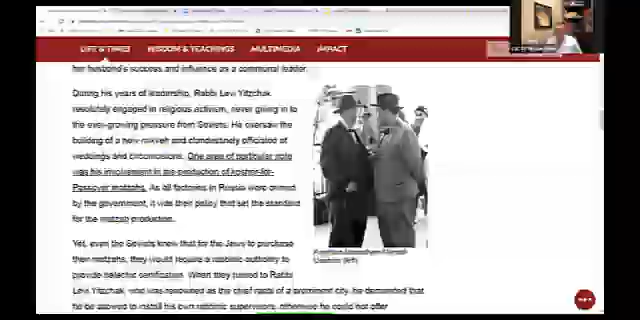 LIFE & TIMES WISDOM & TEACHINGS MULTIMEDIA IMPACT
her husband's success and influence as a communal leader.
During his years of leadership, Rabbi Levi Yitzchak
resolutely engaged in religious activism, never giving in to
the ever-growing pressure from Soviets. He oversaw the
building of a new mikveh and clandestinely officiated at
weddings and circumcisions. One area of particular note
was his involvement in the production of kosher-for-
Passover matzahs. As all factories in Russia were owned
by the government, it was their policy that set the standard
for the matzah production.
Yet, even the Soviets knew that for the Jews to purchase
their matzahs, they would require a rabbinic authority to
provide halachic certification. When they turned to Rabbi
Levi Yitzchak, who was renowned as the chief rabbi of a prominent city, he demanded that
he be allowed to install his own rabbinic supervisors, otherwise he could not offer
(left)